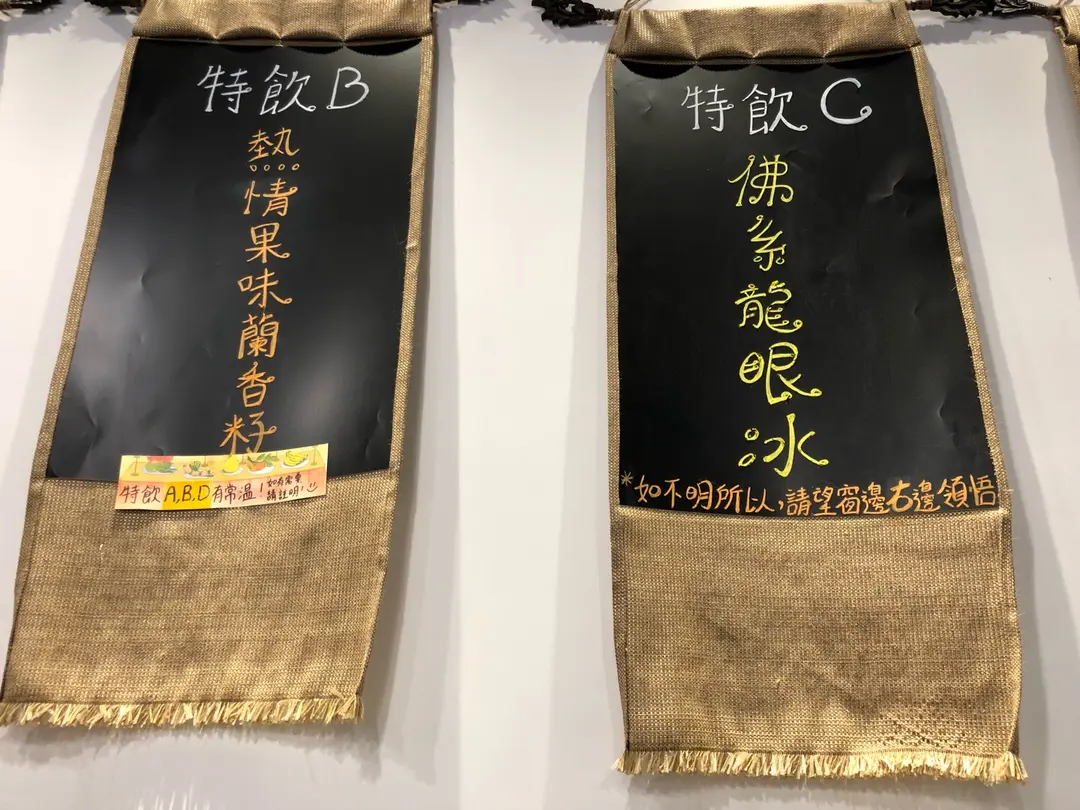 特飲B
熱情果味蘭香籽
特飲A,B,D有常溫!如有需要
請註明,
特飲C
佛系龍眼冰
*如不明所以,請望窗邊右邊領悟